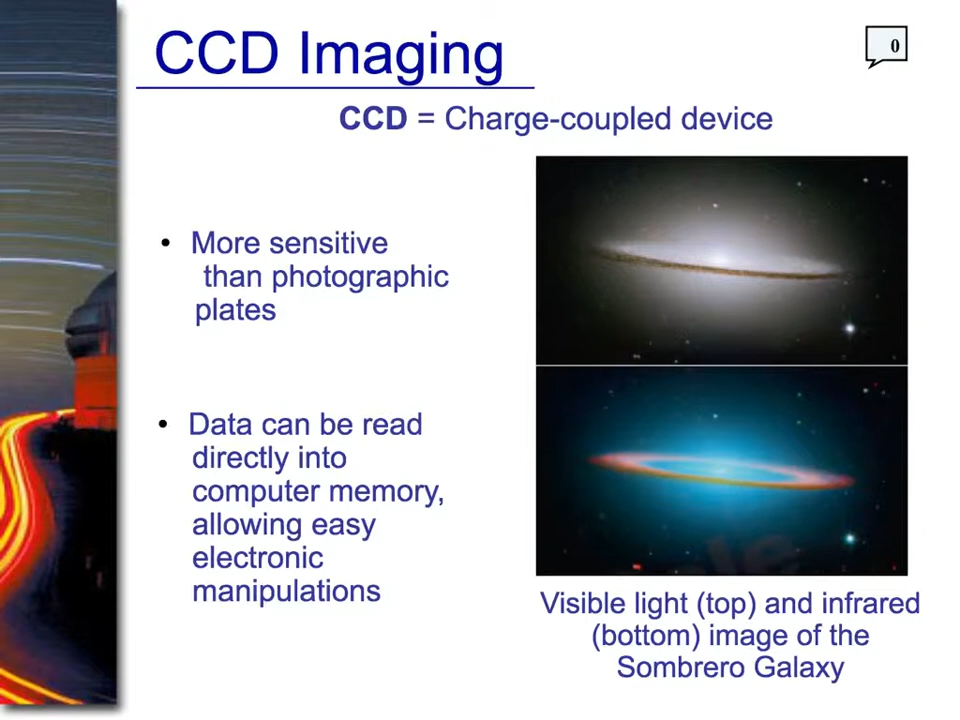 CCD Imaging
0
CCD = Charge-coupled device
• More sensitive
than photographic
plates
• Data can be read
directly into
computer memory,
allowing easy
electronic
manipulations
Visible light (top) and infrared
(bottom) image of the
Sombrero Galaxy